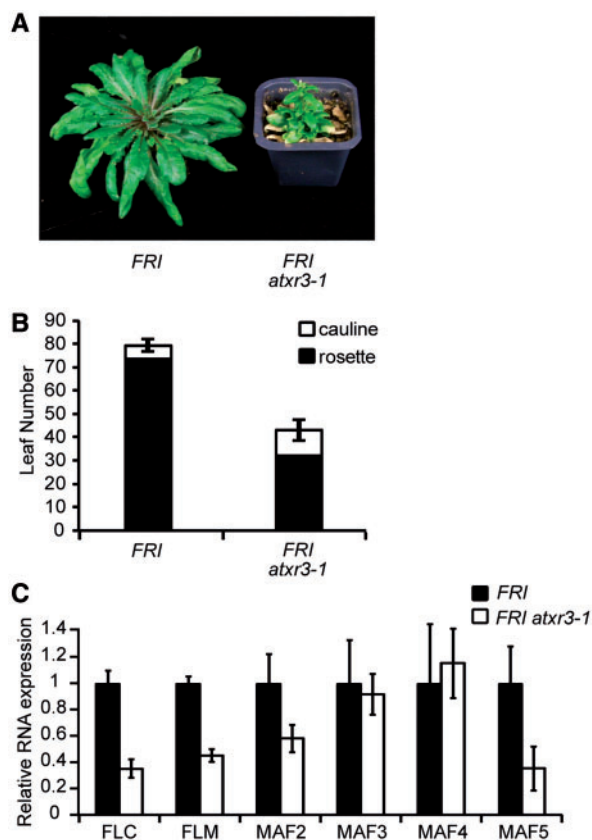 A
FRI
FRI
atxr3-1
B
90
80
70
60
50
40
30
20
10
0
Leaf Number
cauline
rosette
FRI
FRI
atxr3-1
C
FRI
FRI atxr3-1
Relative RNA expression
1.4
1.2
1
0.8
0.6
0.4
0.2
0
FLC FLM MAF2 MAF3 MAF4 MAF5